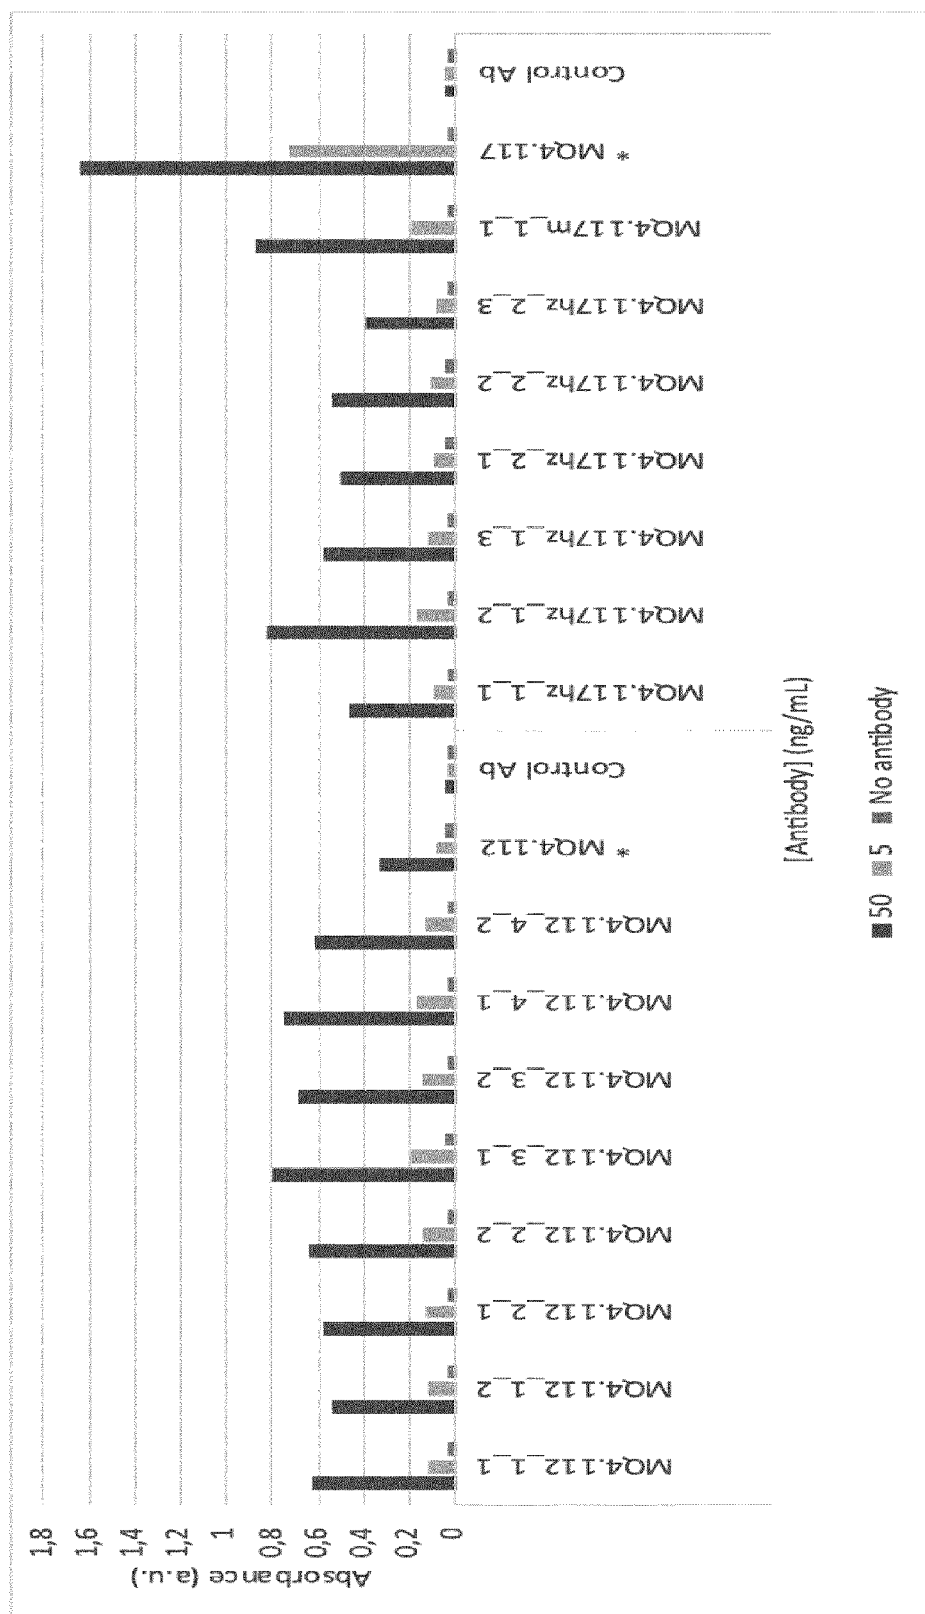 Absorbance (a.u.)
1,8
1,6
1,4
1,2
1
0,8
0,6
0,4
0,2
0
MQ4.112_1_1
MQ4.112_1_2
MQ4.112_2_1
MQ4.112_2_2
MQ4.112_3_1
MQ4.112_3_2
MQ4.112_4_1
MQ4.112_4_2
* MQ4.112
Control Ab
MQ4.117hz_1_1
MQ4.117hz_1_2
MQ4.117hz_1_3
MQ4.117hz_2_1
MQ4.117hz_2_2
MQ4.117hz_2_3
MQ4.117m_1_1
* MQ4.117
Control Ab
[Antibody] (ng/mL)
50 5 No antibody